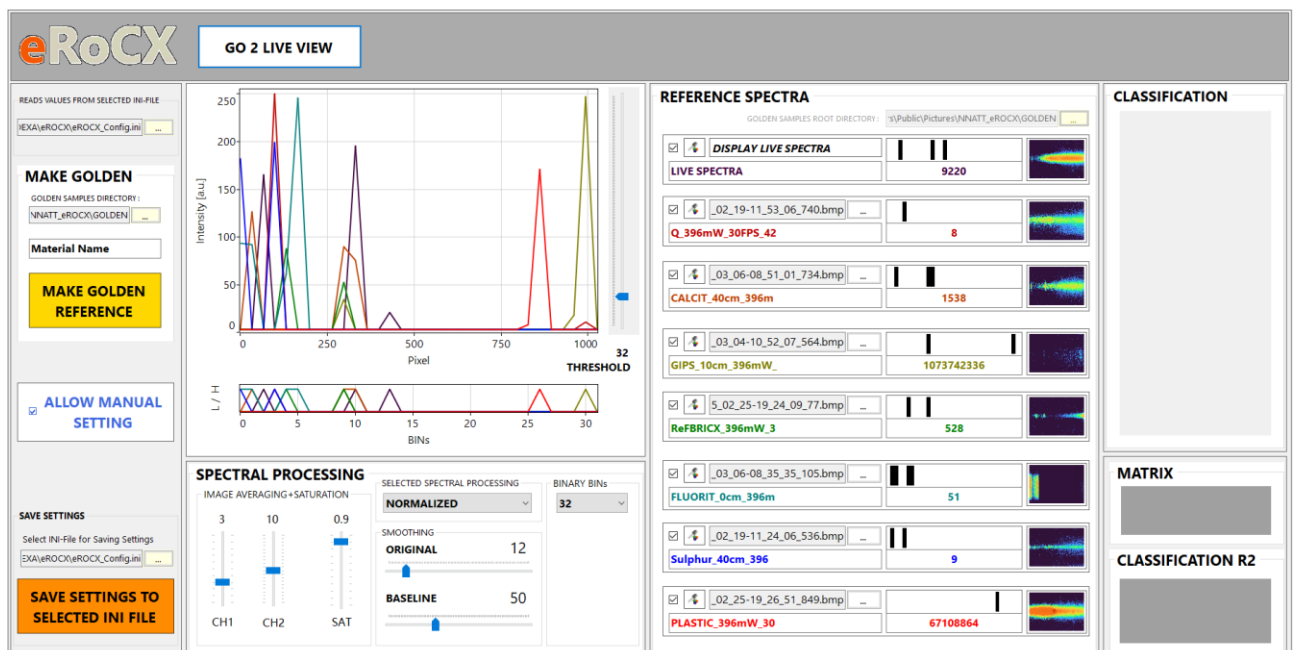 eRoCX
GO 2 LIVE VIEW
READS VALUES FROM SELECTED INI-FILE
IEXA\eROCX\eROCX_Config.ini ...
MAKE GOLDEN
GOLDEN SAMPLES DIRECTORY :
NNATT_eROCX\GOLDEN ...
Material Name
MAKE GOLDEN
REFERENCE
ALLOW MANUAL
SETTING
SAVE SETTINGS
Select INI-File for Saving Settings
EXA\eROCX\eROCX_Config.ini ...
SAVE SETTINGS TO
SELECTED INI FILE
Intensity [a.u.]
250
200
150
100
50
0
0 250 500 750 1000
Pixel
32
THRESHOLD
L / H
0 5 10 15 20 25 30
BINs
SPECTRAL PROCESSING
IMAGE AVERAGING+SATURATION
3 10 0.9
CH1 CH2 SAT
SELECTED SPECTRAL PROCESSING
NORMALIZED
BINARY BINs
32
SMOOTHING
ORIGINAL 12
BASELINE 50
REFERENCE SPECTRA
GOLDEN SAMPLES ROOT DIRECTORY : 's\Public\Pictures\NNATT_eROCX\GOLDEN ...
DISPLAY LIVE SPECTRA
LIVE SPECTRA 9220
_02_19-11_53_06_740.bmp ...
Q_396mW_30FPS_42 8
_03_06-08_51_01_734.bmp ...
CALCIT_40cm_396m 1538
_03_04-10_52_07_564.bmp ...
GIPS_10cm_396mW_ 1073742336
5_02_25-19_24_09_77.bmp ...
ReFBRICX_396mW_3 528
_03_06-08_35_35_105.bmp ...
FLUORIT_0cm_396m 51
_02_19-11_24_06_536.bmp ...
Sulphur_40cm_396 9
_02_25-19_26_51_849.bmp ...
PLASTIC_396mW_30 67108864
CLASSIFICATION
MATRIX
CLASSIFICATION R2